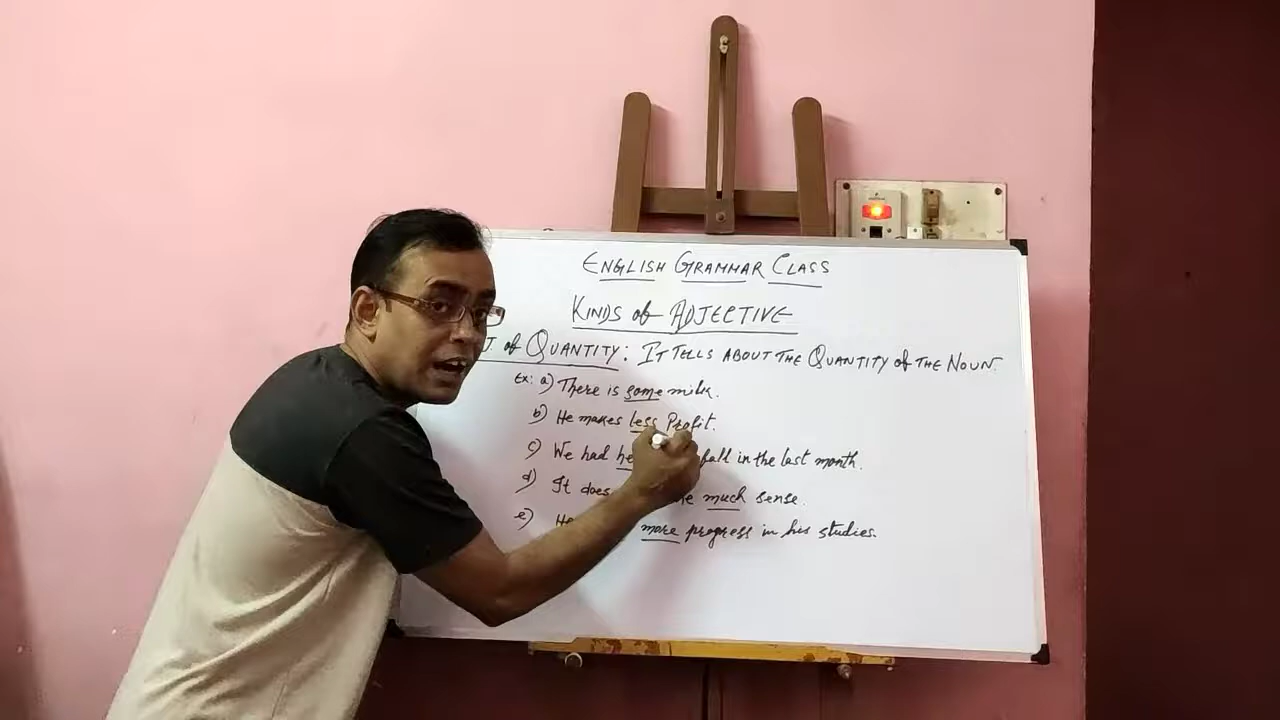 ENGLISH GRAMMAR CLASS
KINDS of ADJECTIVE
of QUANTITY: IT TELLS ABOUT THE QUANTITY of THE NOUN.
Ex: a) There is some milk.
b) He makes less Profit.
c) We had in the last month.
d) It much sense.
e) more progress in his studies.